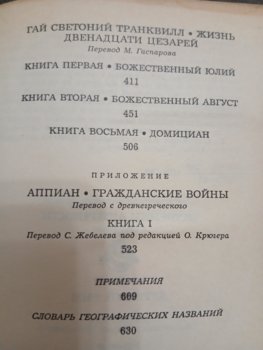 ГАЙ СВЕТОНИЙ ТРАНКВИЛЛ • ЖИЗНЬ
ДВЕНАДЦАТИ ЦЕЗАРЕЙ
Перевод М. Гаспарова
КНИГА ПЕРВАЯ • БОЖЕСТВЕННЫЙ ЮЛИЙ
411
КНИГА ВТОРАЯ • БОЖЕСТВЕННЫЙ АВГУСТ
451
КНИГА ВОСЬМАЯ • ДОМИЦИАН
506
ПРИЛОЖЕНИЕ
АППИАН • ГРАЖДАНСКИЕ ВОЙНЫ
Перевод с древнегреческого
КНИГА I
Перевод С. Жебелева под редакцией О. Крюгера
523
ПРИМЕЧАНИЯ
609
СЛОВАРЬ ГЕОГРАФИЧЕСКИХ НАЗВАНИЙ
630